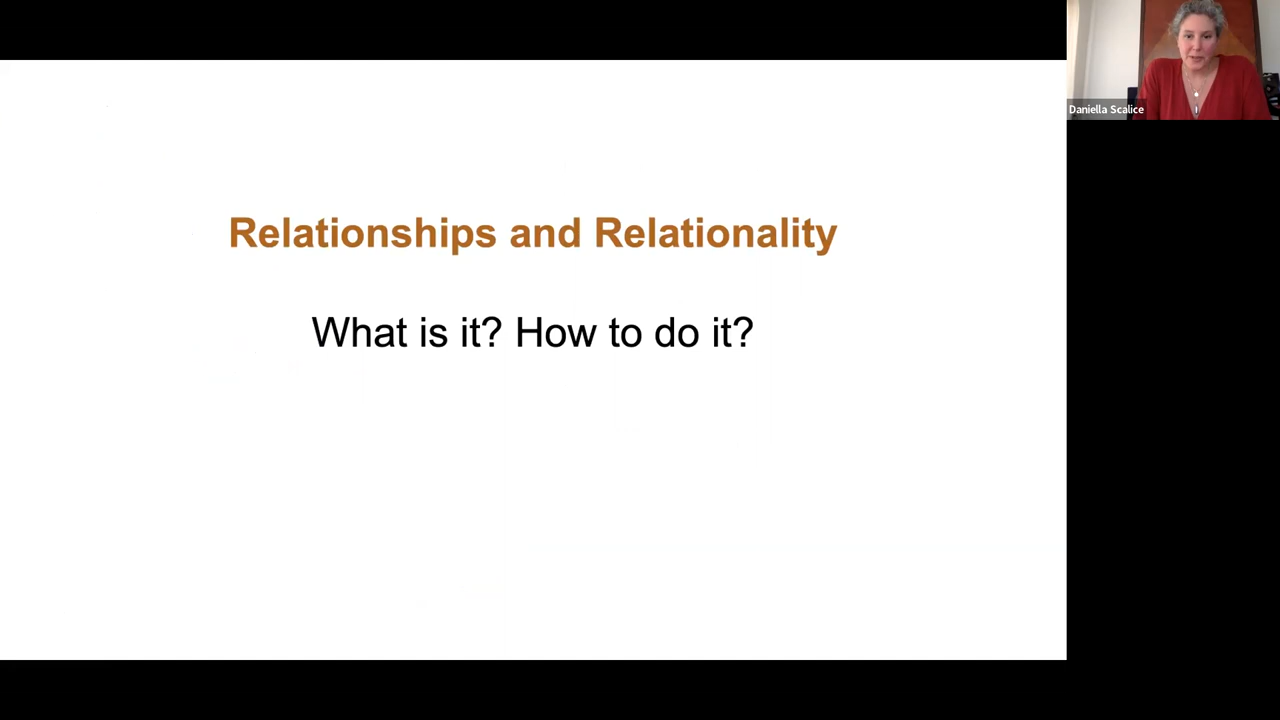 Relationships and Relationality
What is it? How to do it?
Daniella Scalice